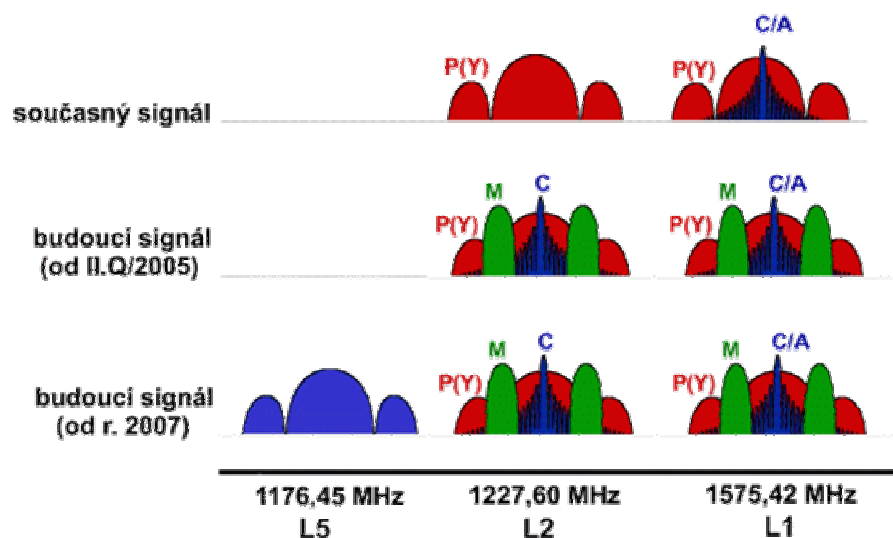 C/A
P(Y)
P(Y)
současný signál
M
C
M
C/A
P(Y)
P(Y)
budoucí signál
(od II.Q/2005)
M
C
M
C/A
P(Y)
P(Y)
budoucí signál
(od r. 2007)
1176,45 MHz
1227,60 MHz
1575,42 MHz
L5
L2
L1